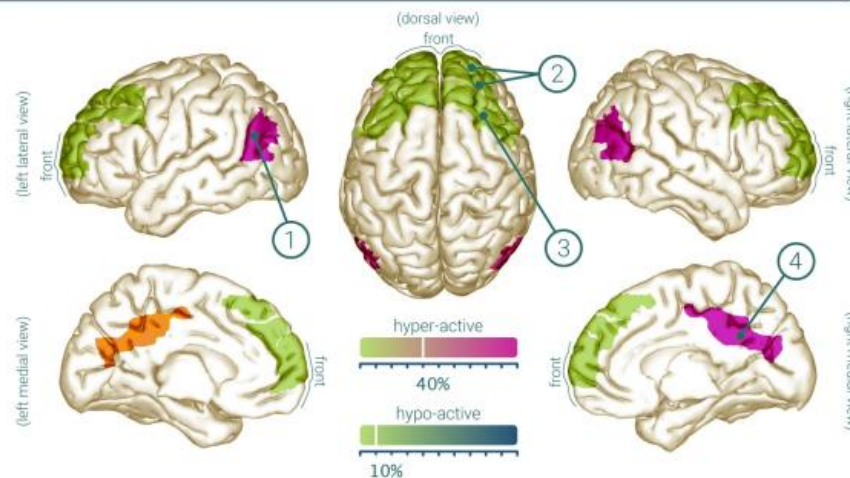 (dorsal view)
front
(left lateral view)
front
1
2
3
front
4
(left medial view)
front
hyper-active
40%
hypo-active
10%
front